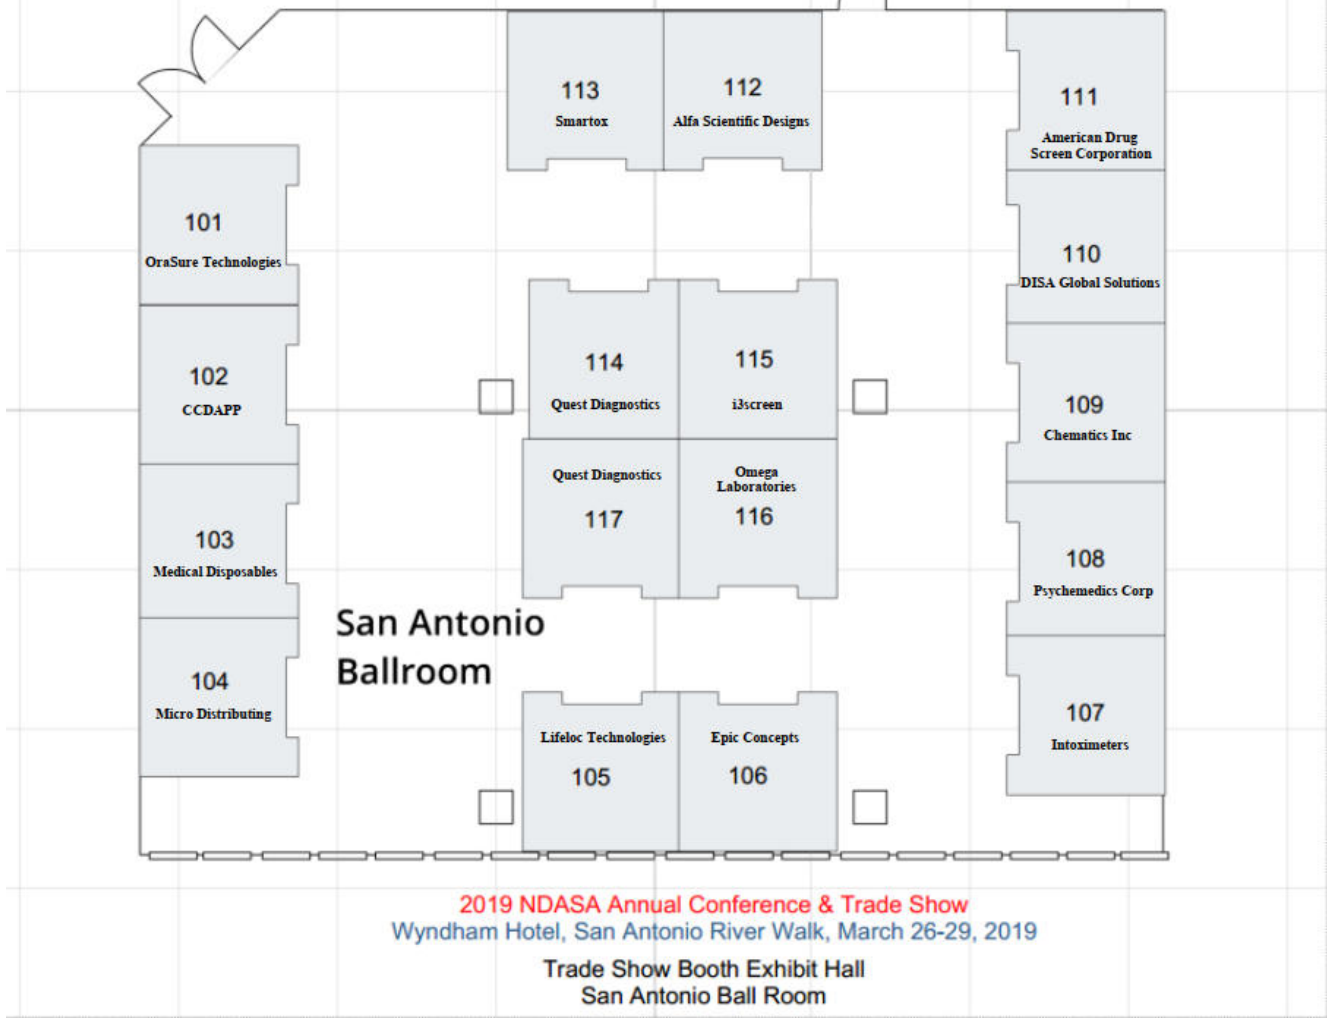 113
Smartox
112
Alfa Scientific Designs
111
American Drug
Screen Corporation
101
OraSure Technologies
110
DISA Global Solutions
102
CCDAPP
114
Quest Diagnostics
115
i3screen
109
Chematics Inc
Quest Diagnostics
117
Omega
Laboratories
116
103
Medical Disposables
108
Psychemedics Corp
San Antonio
Ballroom
104
Micro Distributing
Lifeloc Technologies
105
Epic Concepts
106
107
Intoximeters
2019 NDASA Annual Conference & Trade Show
Wyndham Hotel, San Antonio River Walk, March 26-29, 2019
Trade Show Booth Exhibit Hall
San Antonio Ball Room